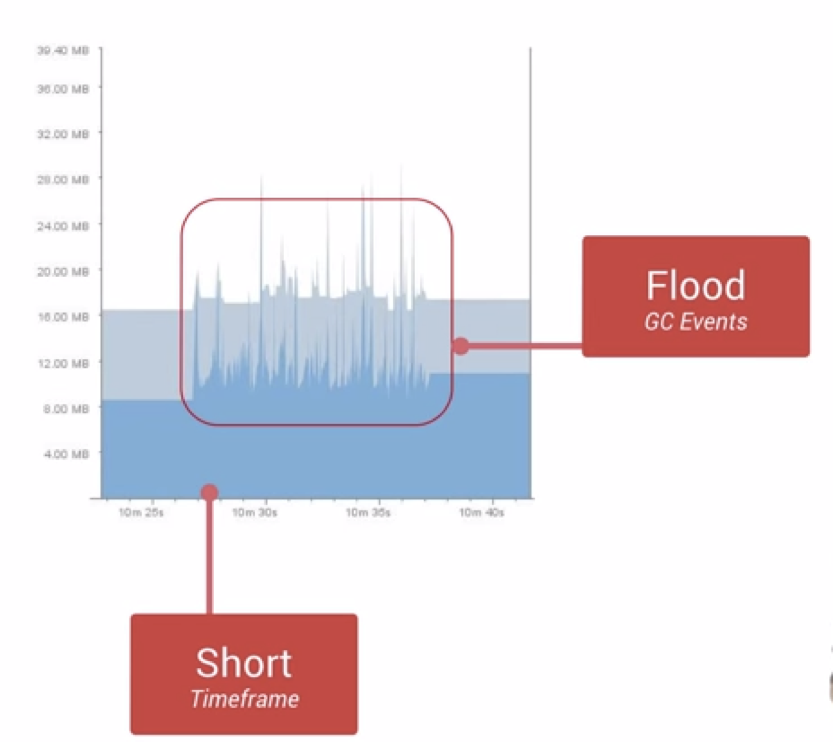 39.40 MB
36.00 MB
32.00 MB
28.00 MB
24.00 MB
20.00 MB
16.00 MB
12.00 MB
8.00 MB
4.00 MB
10m 25s
10m 30s
10m 35s
10m 40s
Flood
GC Events
Short
Timeframe